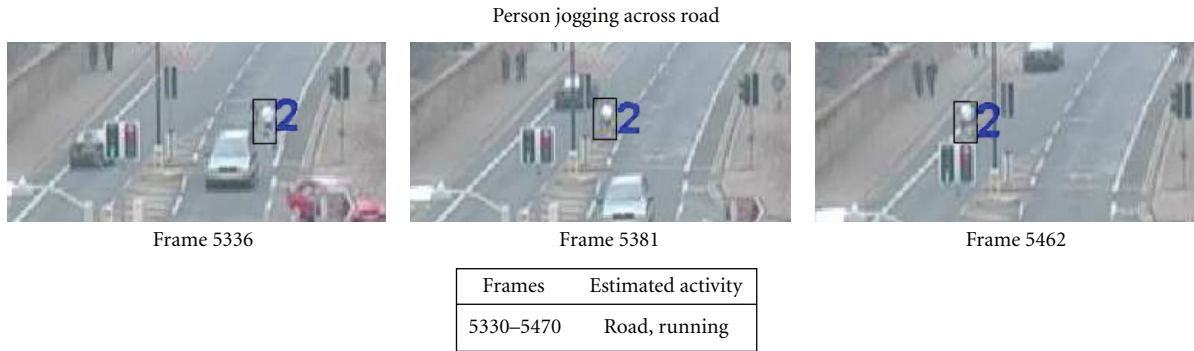 Person jogging across road
2
2
2
Frame 5336
Frame 5381
Frame 5462
Frames Estimated activity
5330–5470 Road, running